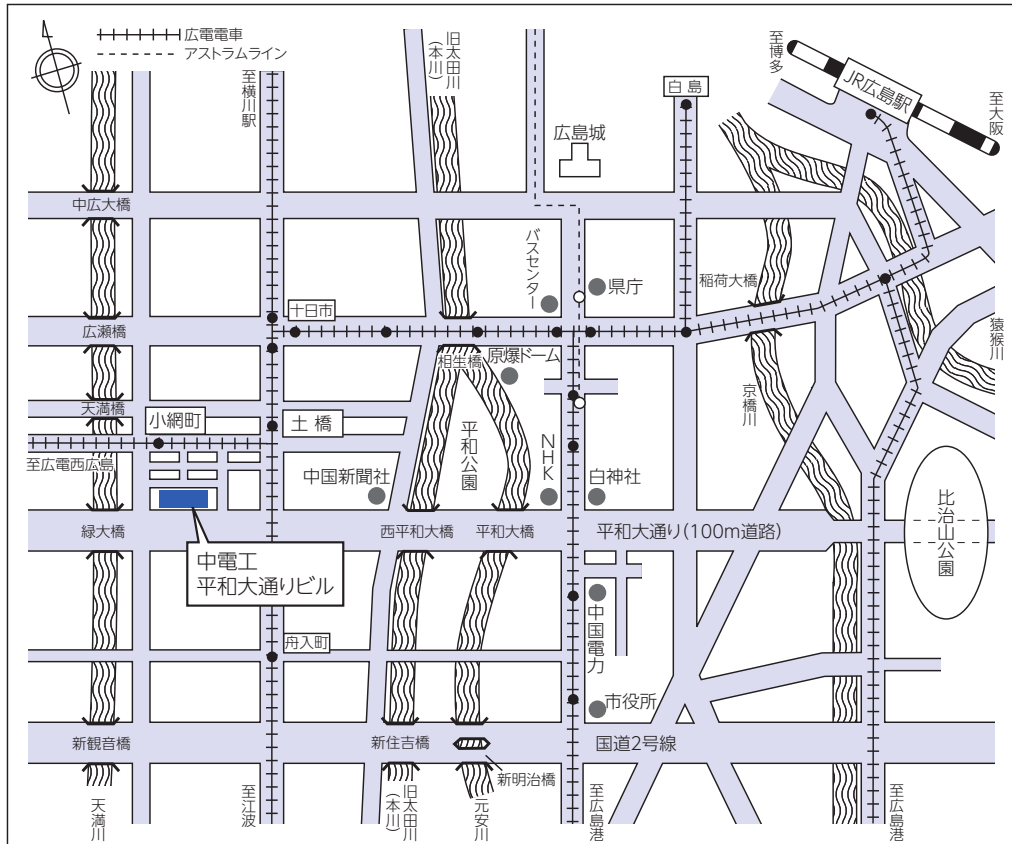 広電電車
アストラムライン
至横川駅
旧太田川
(本川)
白島
至博多
JR広島駅
至大阪
広島城
中広大橋
バスセンター
県庁
稲荷大橋
十日市
広瀬橋
相生橋
原爆ドーム
猿猴川
京橋川
天満橋
小網町
土橋
平和公園
至広電西広島
中国新聞社
NHK
白神社
比治山公園
緑大橋
西平和大橋
平和大橋
平和大通り(100m道路)
中電工
平和大通りビル
中国電力
舟入町
市役所
新観音橋
新住吉橋
国道2号線
新明治橋
天満川
至江波
旧太田川
(本川)
元安川
至広島港
至広島港